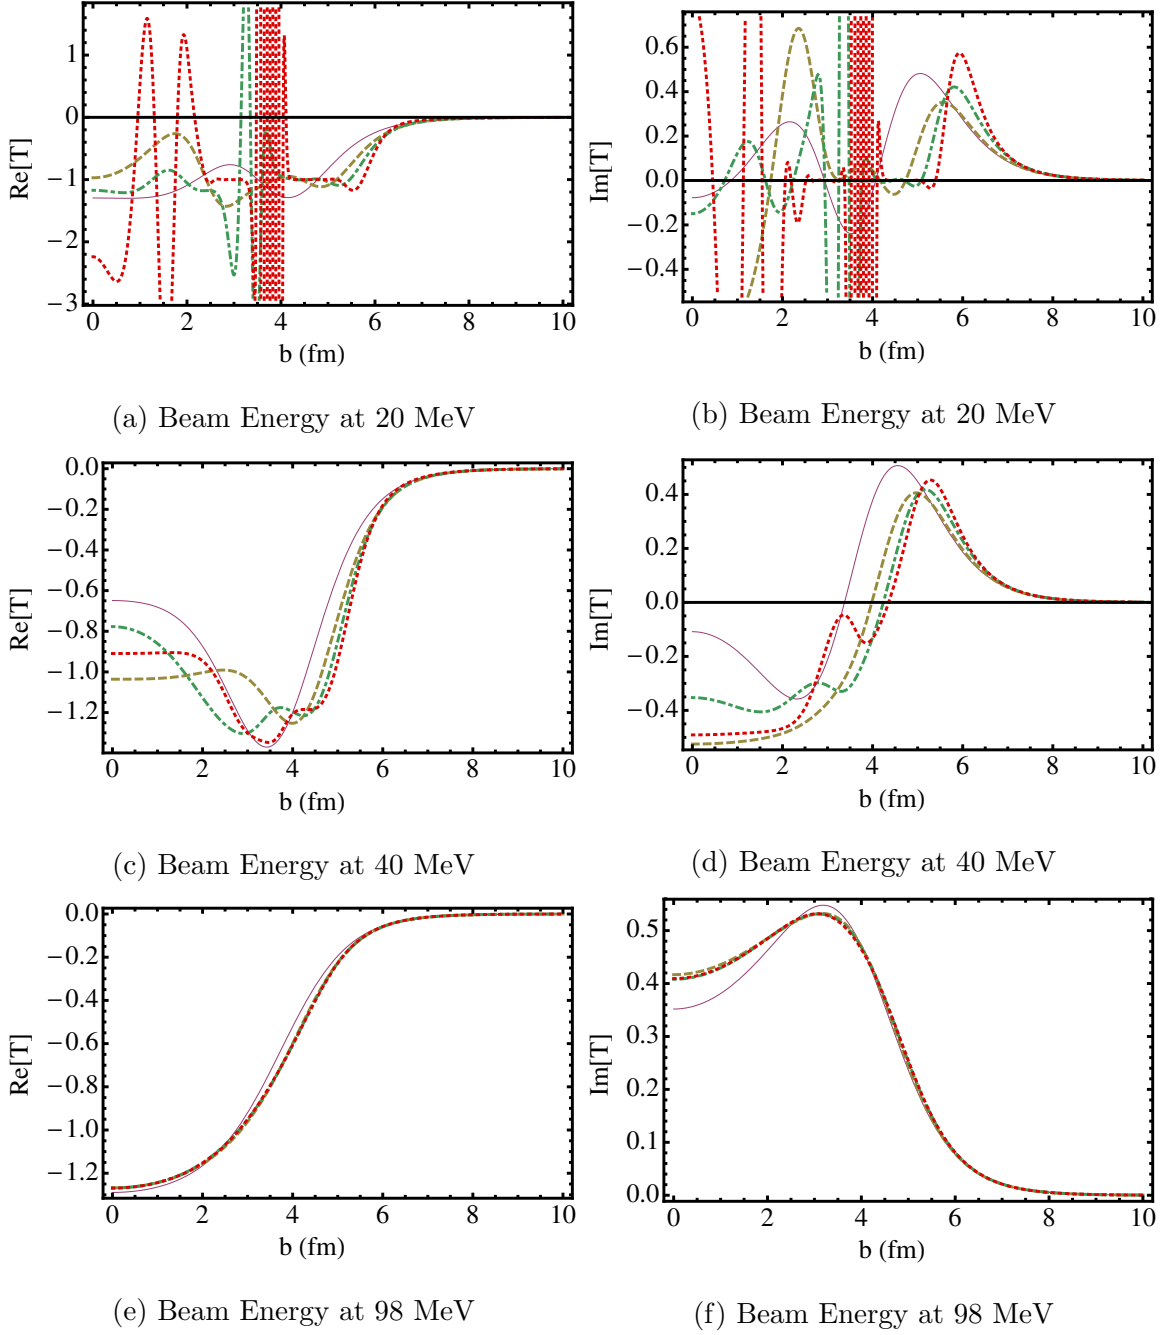 1
0
−1
−2
−3
Re[T]
0 2 4 6 8 10
b (fm)
(a) Beam Energy at 20 MeV
0.6
0.4
0.2
0.0
−0.2
−0.4
Im[T]
0 2 4 6 8 10
b (fm)
(b) Beam Energy at 20 MeV
0.0
−0.2
−0.4
−0.6
−0.8
−1.0
−1.2
Re[T]
0 2 4 6 8 10
b (fm)
(c) Beam Energy at 40 MeV
0.4
0.2
0.0
−0.2
−0.4
Im[T]
0 2 4 6 8 10
b (fm)
(d) Beam Energy at 40 MeV
0.0
−0.2
−0.4
−0.6
−0.8
−1.0
−1.2
Re[T]
0 2 4 6 8 10
b (fm)
(e) Beam Energy at 98 MeV
0.5
0.4
0.3
0.2
0.1
0.0
Im[T]
0 2 4 6 8 10
b (fm)
(f) Beam Energy at 98 MeV